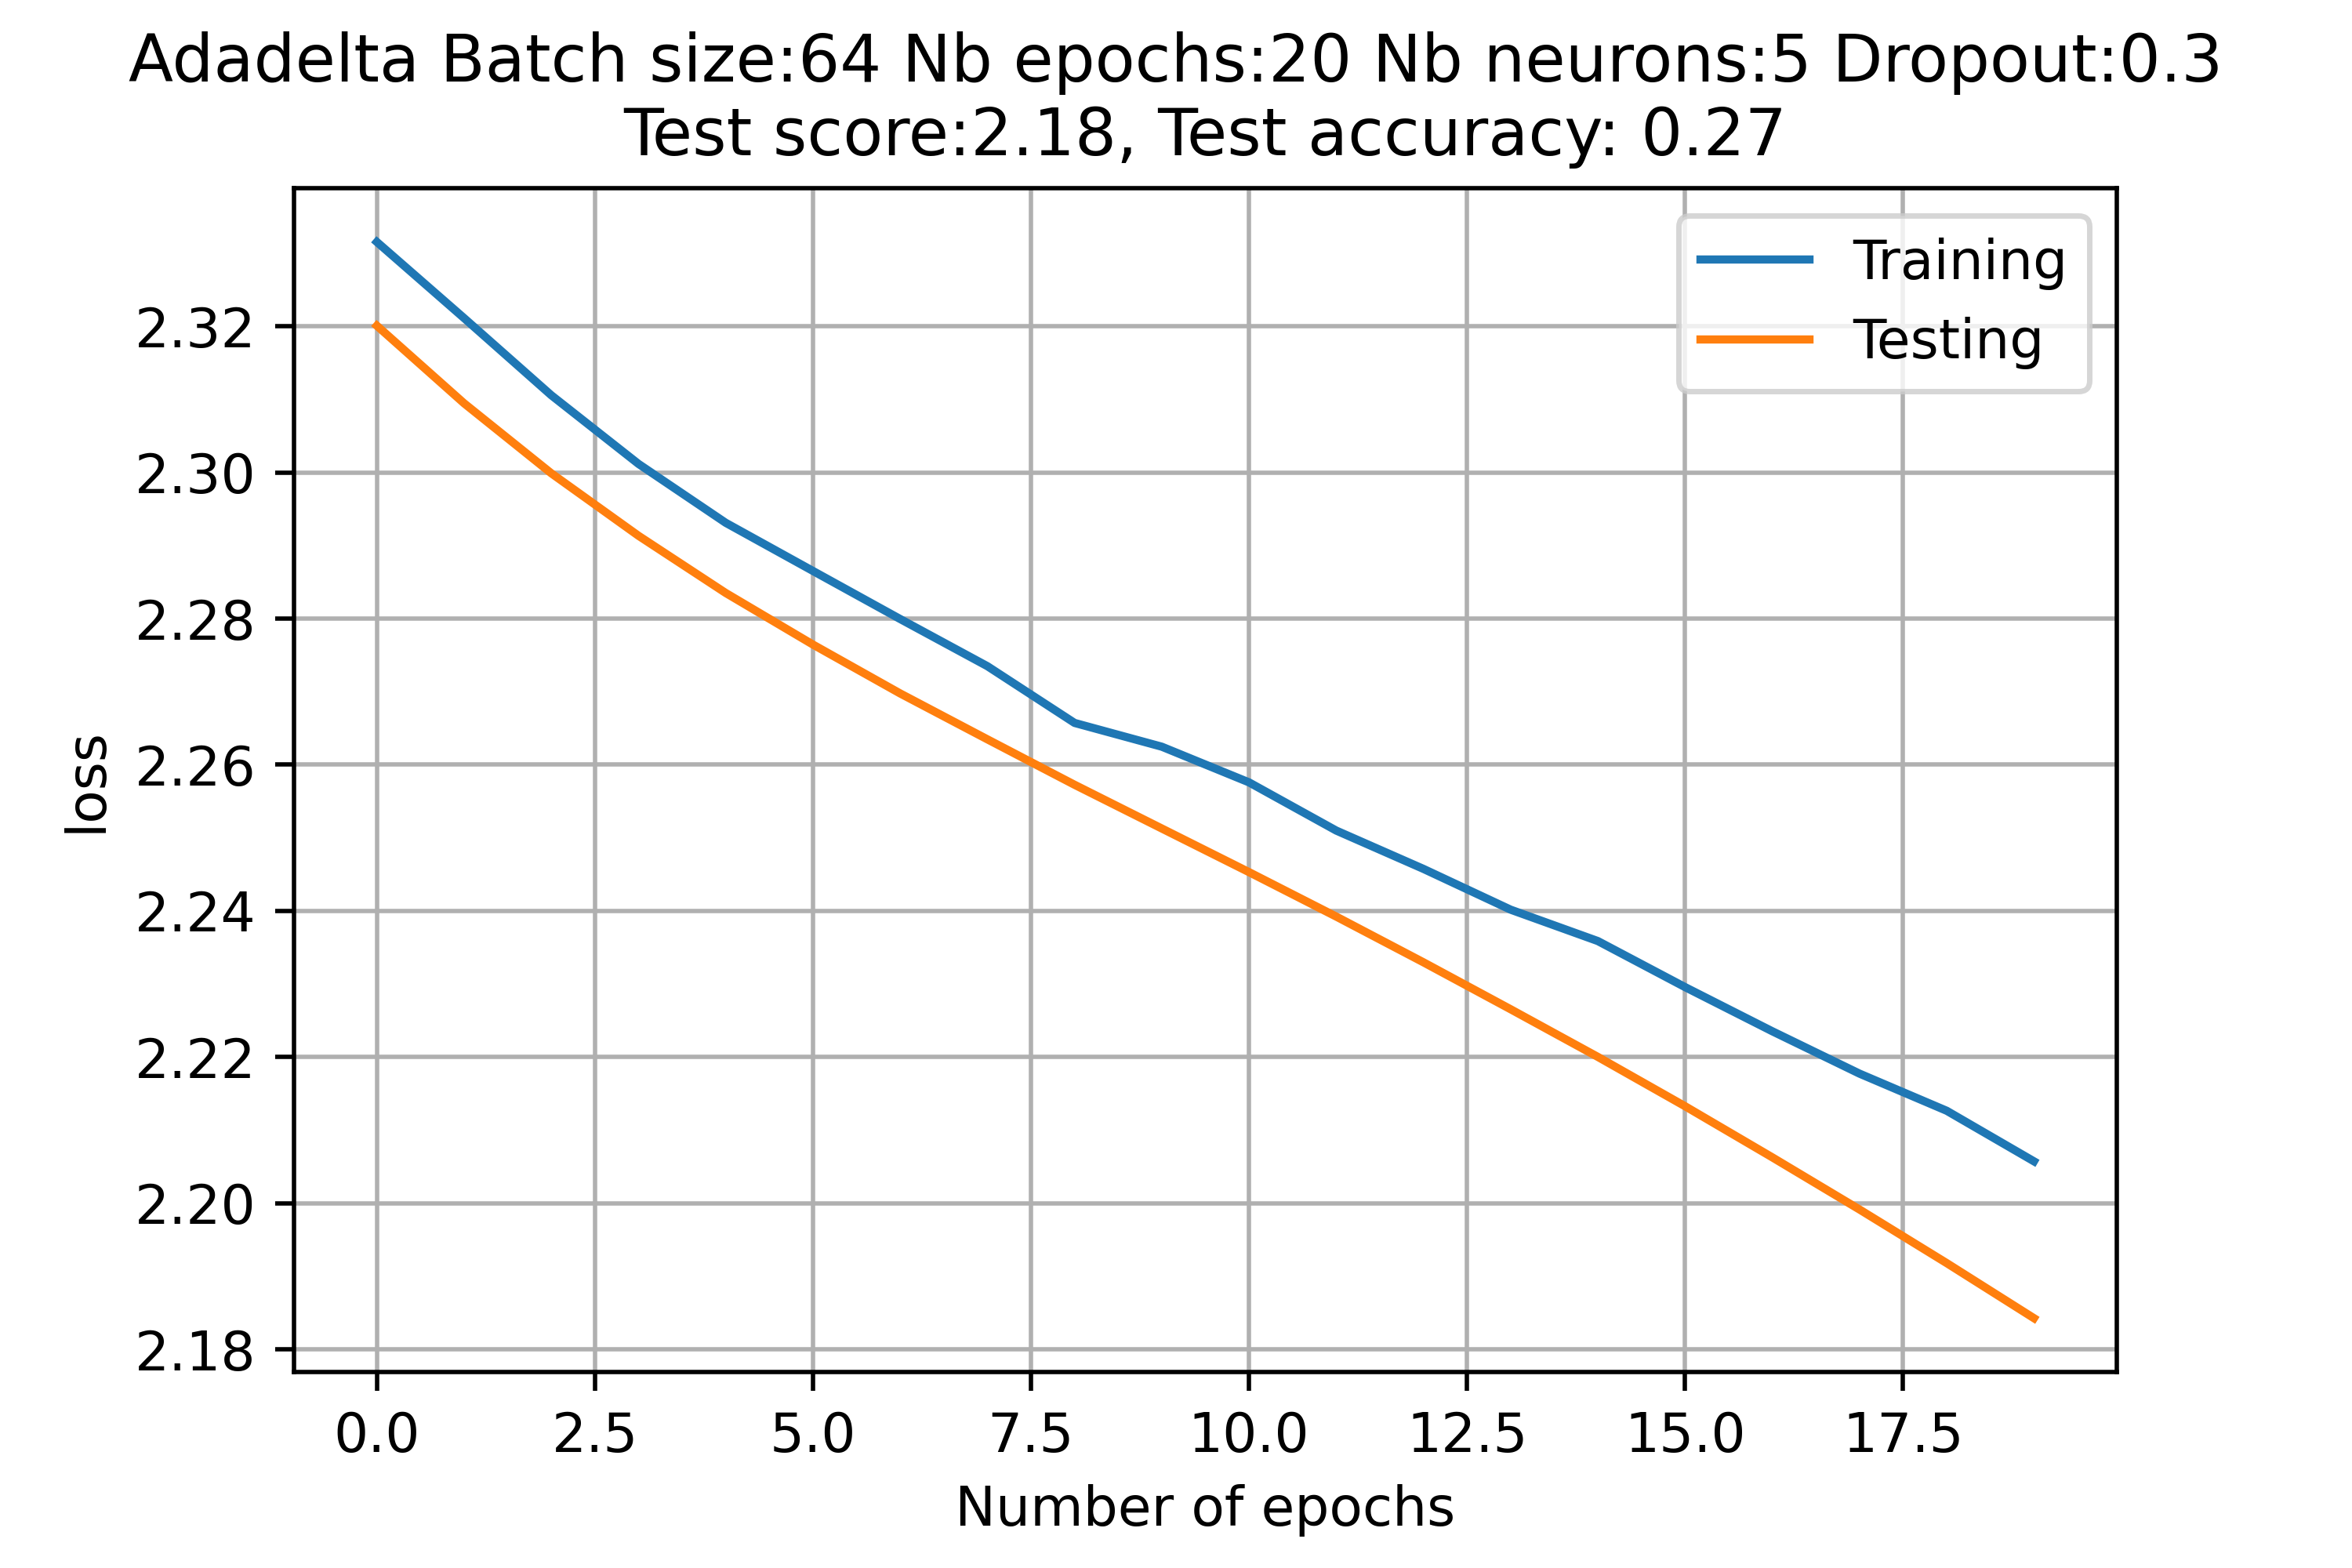 Adadelta Batch size:64 Nb epochs:20 Nb neurons:5 Dropout:0.3
Test score:2.18, Test accuracy: 0.27
Training
Testing
2.32
2.30
2.28
2.26
2.24
2.22
2.20
2.18
loss
0.0 2.5 5.0 7.5 10.0 12.5 15.0 17.5
Number of epochs